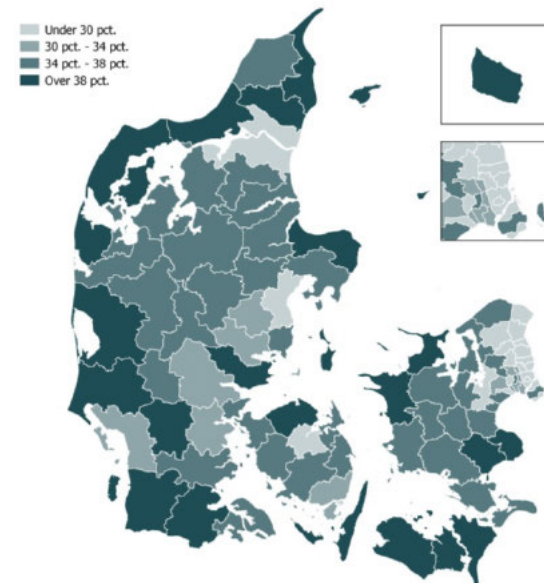 Under 30 pct.
30 pct. - 34 pct.
34 pct. - 38 pct.
Over 38 pct.